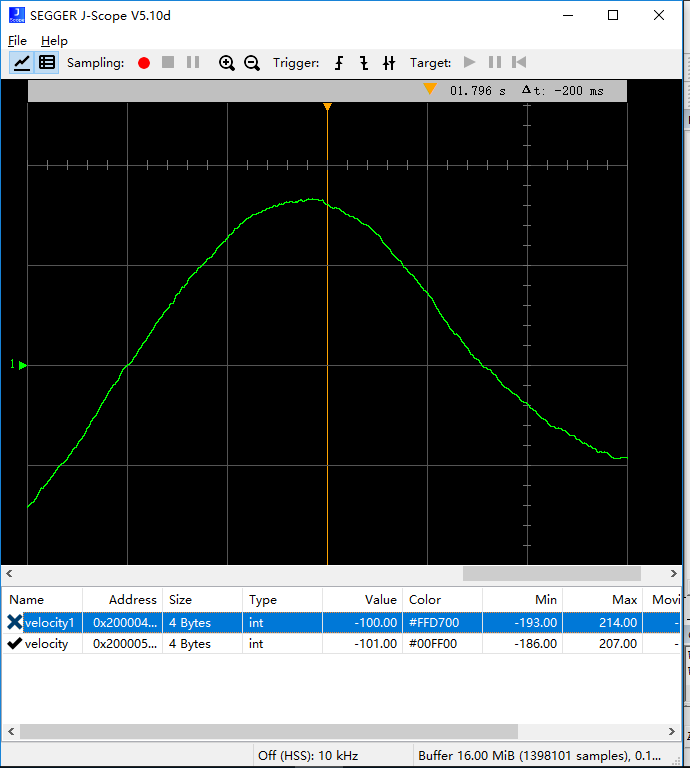 SEGGER J-Scope V5.10d
File Help
Sampling: Trigger: Target:
01.796 s Δt: -200 ms
1
Name Address Size Type Value Color Min Max Movi
velocity1 0x200004... 4 Bytes int -100.00 #FFD700 -193.00 214.00 -
velocity 0x200005... 4 Bytes int -101.00 #00FF00 -186.00 207.00 -
Off (HSS): 10 kHz Buffer 16.00 MiB (1398101 samples), 0.1...